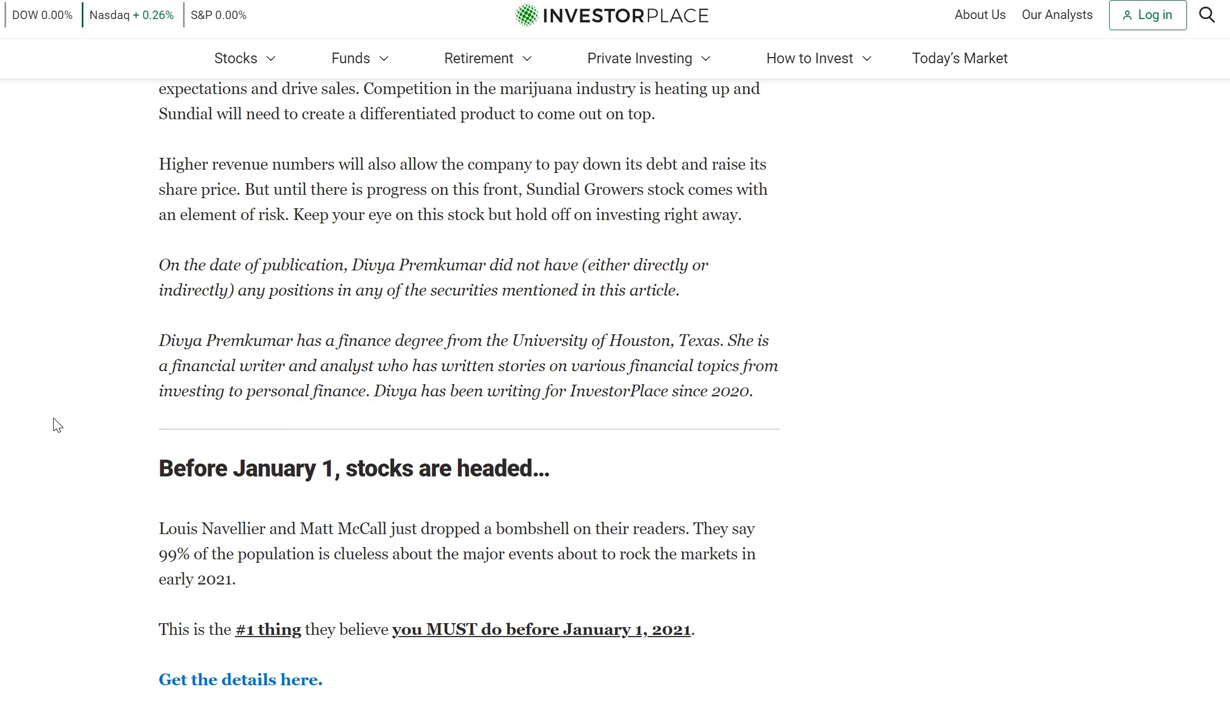 DOW 0.00% Nasdaq + 0.26% S&P 0.00% INVESTORPLACE About Us Our Analysts Log in
Stocks Funds Retirement Private Investing How to Invest Today's Market
expectations and drive sales. Competition in the marijuana industry is heating up and
Sundial will need to create a differentiated product to come out on top.
Higher revenue numbers will also allow the company to pay down its debt and raise its
share price. But until there is progress on this front, Sundial Growers stock comes with
an element of risk. Keep your eye on this stock but hold off on investing right away.
On the date of publication, Divya Premkumar did not have (either directly or
indirectly) any positions in any of the securities mentioned in this article.
Divya Premkumar has a finance degree from the University of Houston, Texas. She is
a financial writer and analyst who has written stories on various financial topics from
investing to personal finance. Divya has been writing for InvestorPlace since 2020.
Before January 1, stocks are headed...
Louis Navellier and Matt McCall just dropped a bombshell on their readers. They say
99% of the population is clueless about the major events about to rock the markets in
early 2021.
This is the #1 thing they believe you MUST do before January 1, 2021.
Get the details here.